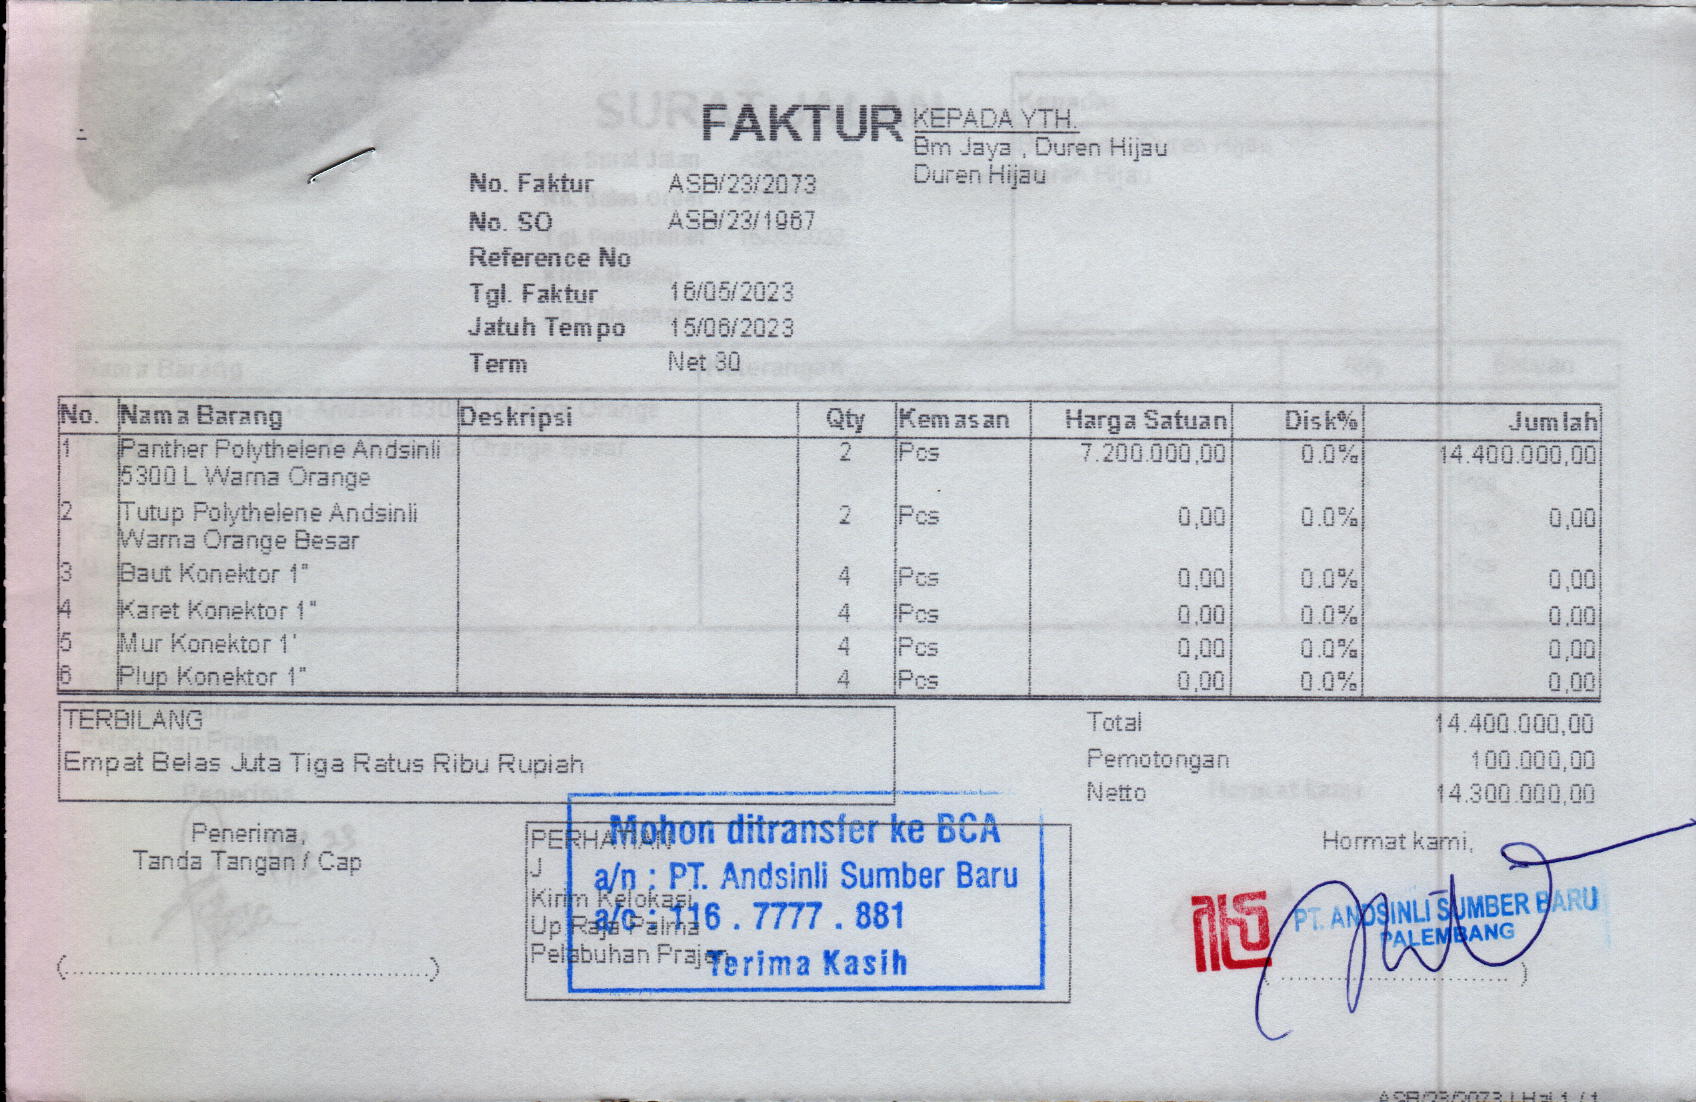 FAKTUR
KEPADA YTH.
Bm Jaya , Duren Hijau
Duren Hijau
No. Faktur ASB/23/2073
No. SO ASB/23/1967
Reference No
Tgl. Faktur 16/05/2023
Jatuh Tempo 15/06/2023
Term Net 30
No. Nama Barang Deskripsi Qty Kemasan Harga Satuan Disk% Jumlah
1 Panther Polythelene Andsinli 2 Pcs 7.200.000,00 0.0% 14.400.000,00
5300 L Warna Orange
2 Tutup Polythelene Andsinli 2 Pcs 0,00 0.0% 0,00
Warna Orange Besar
3 Baut Konektor 1" 4 Pcs 0,00 0.0% 0,00
4 Karet Konektor 1" 4 Pcs 0,00 0.0% 0,00
5 Mur Konektor 1' 4 Pcs 0,00 0.0% 0,00
6 Plup Konektor 1" 4 Pcs 0,00 0.0% 0,00
TERBILANG
Empat Belas Juta Tiga Ratus Ribu Rupiah
Total 14.400.000,00
Pemotongan 100.000,00
Netto 14.300.000,00
Penerima,
Tanda Tangan / Cap
PERHATIAN
J
Kirim Kelokasi
Up Raja Palma
Pelabuhan Prajen
Mohon ditransfer ke BCA
a/n : PT. Andsinli Sumber Baru
a/c : 116 . 7777 . 881
Terima Kasih
Hormat kami,
PT. ANDSINLI SUMBER BARU
PALEMBANG
ASB/23/2073 | Hal 1 / 1